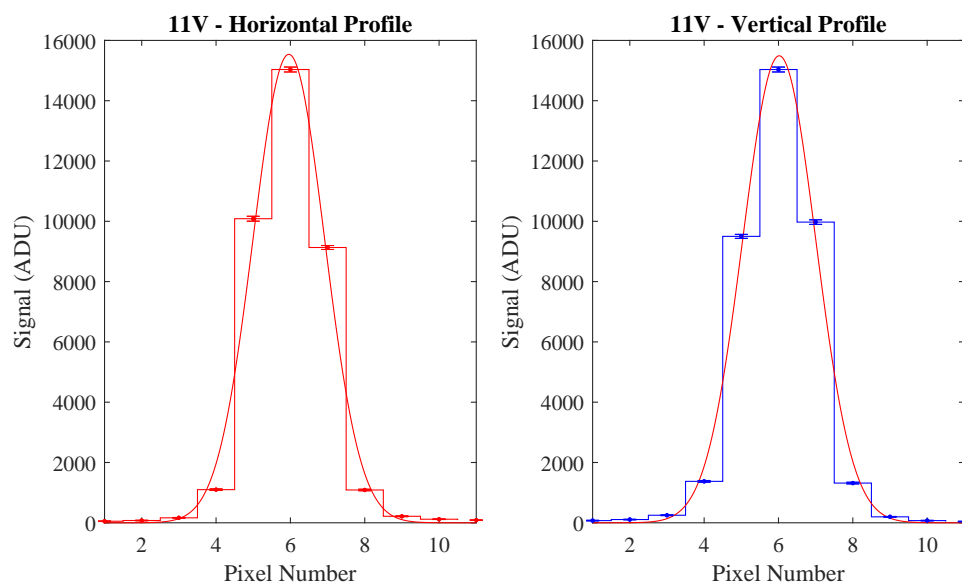 11V - Horizontal Profile
16000
14000
12000
10000
8000
6000
4000
2000
0
Signal (ADU)
2 4 6 8 10
Pixel Number
11V - Vertical Profile
16000
14000
12000
10000
8000
6000
4000
2000
0
Signal (ADU)
2 4 6 8 10
Pixel Number